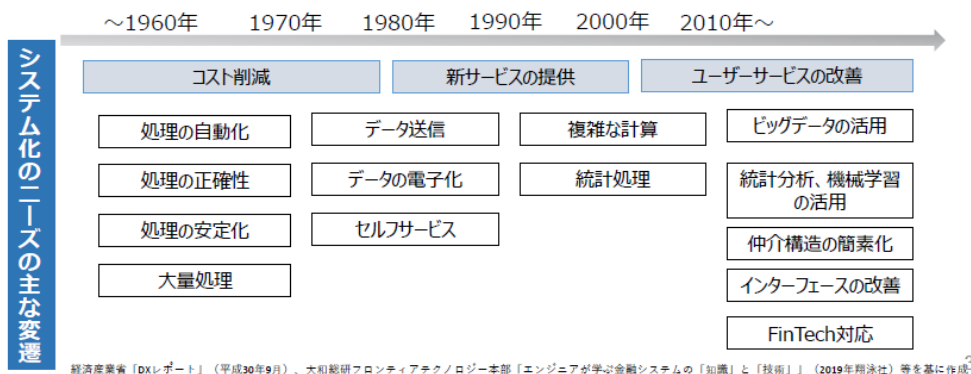 ～1960年 1970年 1980年 1990年 2000年 2010年～
システム化のニーズの主な変遷
コスト削減 新サービスの提供 ユーザーサービスの改善
処理の自動化
処理の正確性
処理の安定化
大量処理
データ送信
データの電子化
セルフサービス
複雑な計算
統計処理
ビッグデータの活用
統計分析、機械学習
の活用
仲介構造の簡素化
インターフェースの改善
FinTech対応
経済産業省「DXレポート」（平成30年9月）、大和総研フロンティアテクノロジー本部「エンジニアが学ぶ金融システムの「知識」と「技術」」（2019年翔泳社）等を基に作成